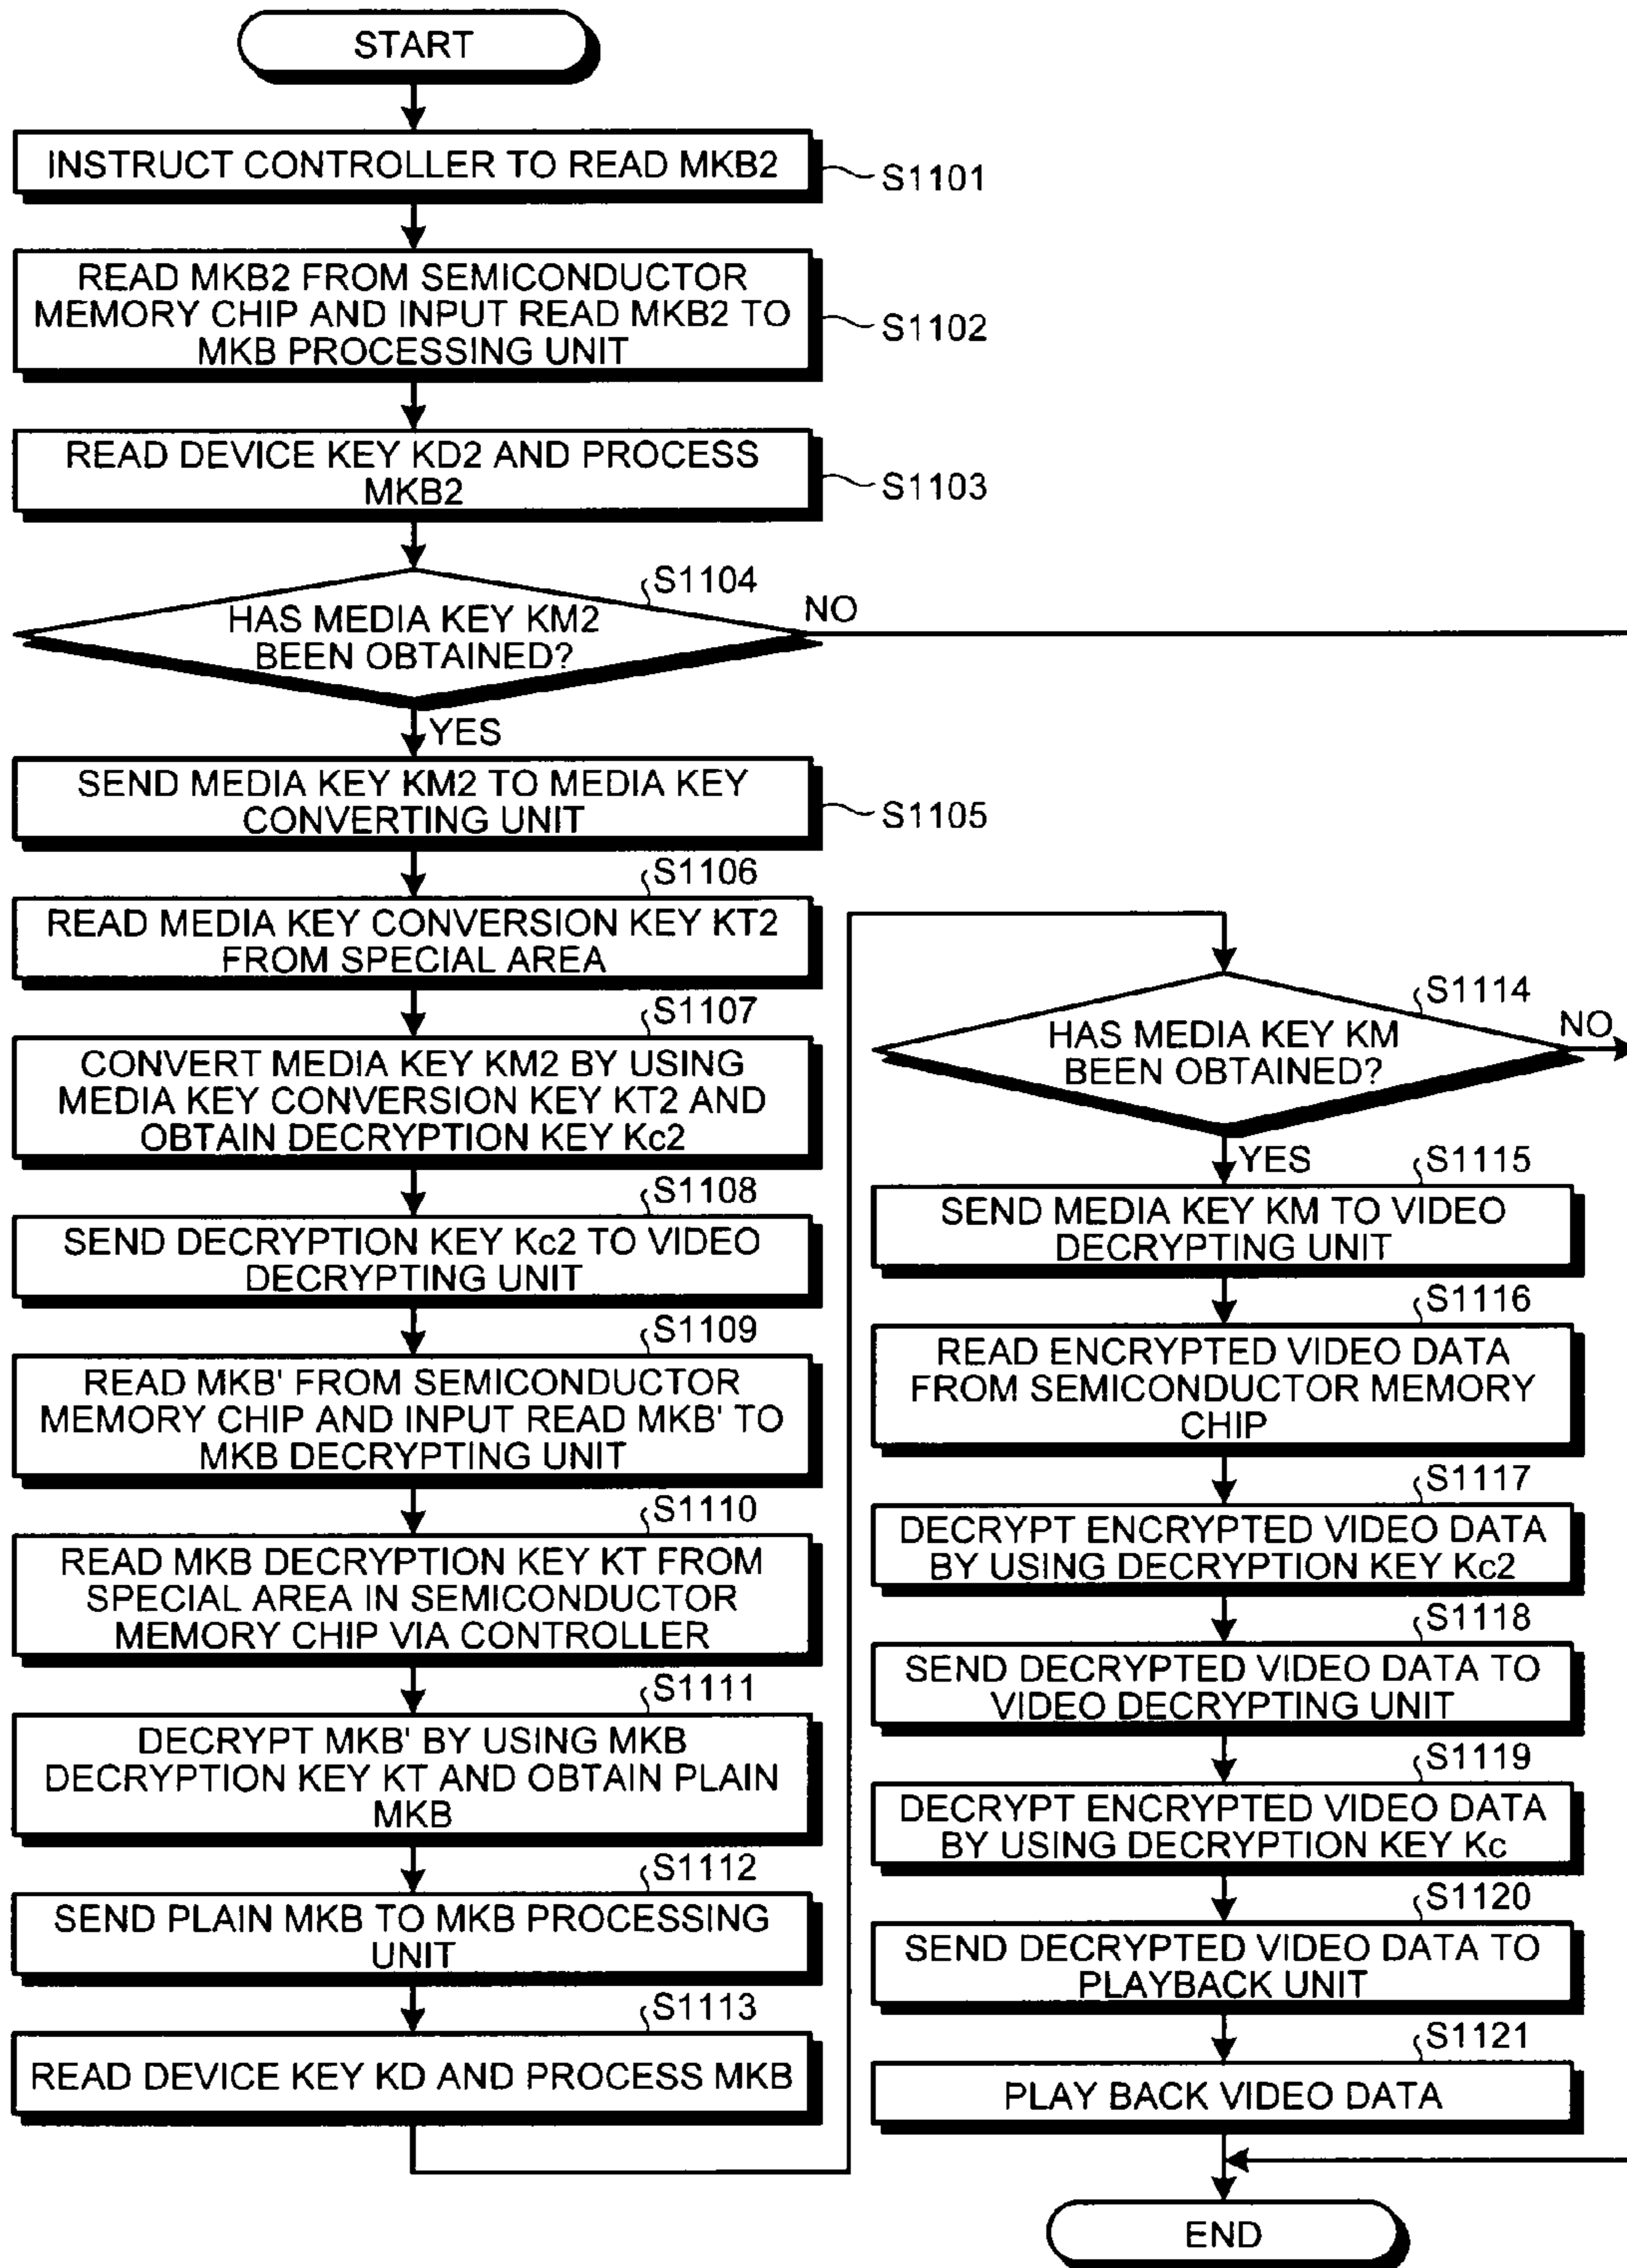 START
INSTRUCT CONTROLLER TO READ MKB2
S1101
READ MKB2 FROM SEMICONDUCTOR
MEMORY CHIP AND INPUT READ MKB2 TO
MKB PROCESSING UNIT
S1102
READ DEVICE KEY KD2 AND PROCESS
MKB2
S1103
S1104
HAS MEDIA KEY KM2
BEEN OBTAINED?
NO
YES
SEND MEDIA KEY KM2 TO MEDIA KEY
CONVERTING UNIT
S1105
S1106
READ MEDIA KEY CONVERSION KEY KT2
FROM SPECIAL AREA
S1107
CONVERT MEDIA KEY KM2 BY USING
MEDIA KEY CONVERSION KEY KT2 AND
OBTAIN DECRYPTION KEY Kc2
S1108
SEND DECRYPTION KEY Kc2 TO VIDEO
DECRYPTING UNIT
S1109
READ MKB' FROM SEMICONDUCTOR
MEMORY CHIP AND INPUT READ MKB' TO
MKB DECRYPTING UNIT
S1110
READ MKB DECRYPTION KEY KT FROM
SPECIAL AREA IN SEMICONDUCTOR
MEMORY CHIP VIA CONTROLLER
S1111
DECRYPT MKB' BY USING MKB
DECRYPTION KEY KT AND OBTAIN PLAIN
MKB
S1112
SEND PLAIN MKB TO MKB PROCESSING
UNIT
S1113
READ DEVICE KEY KD AND PROCESS MKB
S1114
HAS MEDIA KEY KM
BEEN OBTAINED?
NO
YES
S1115
SEND MEDIA KEY KM TO VIDEO
DECRYPTING UNIT
S1116
READ ENCRYPTED VIDEO DATA
FROM SEMICONDUCTOR MEMORY
CHIP
S1117
DECRYPT ENCRYPTED VIDEO DATA
BY USING DECRYPTION KEY Kc2
S1118
SEND DECRYPTED VIDEO DATA TO
VIDEO DECRYPTING UNIT
S1119
DECRYPT ENCRYPTED VIDEO DATA
BY USING DECRYPTION KEY Kc
S1120
SEND DECRYPTED VIDEO DATA TO
PLAYBACK UNIT
S1121
PLAY BACK VIDEO DATA
END